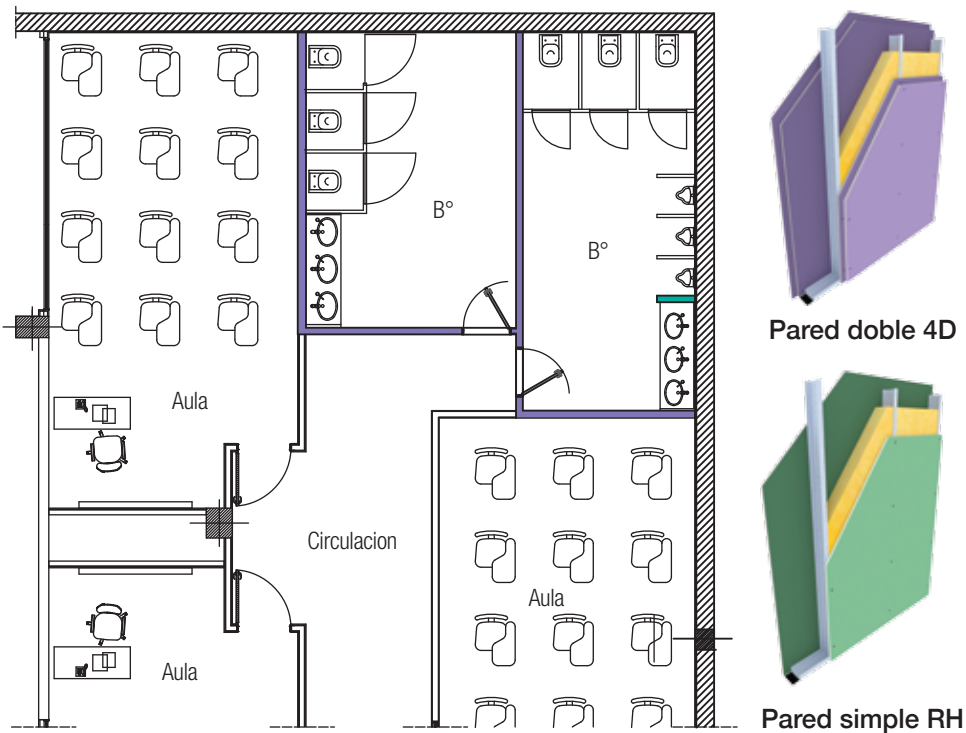 B°
B°
Pared doble 4D
Aula
Circulacion
Aula
Aula
Pared simple RH